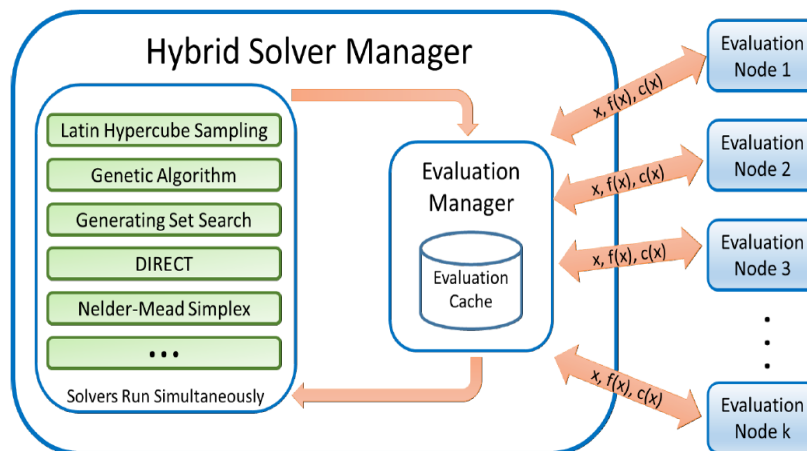 Hybrid Solver Manager
Latin Hypercube Sampling
Genetic Algorithm
Generating Set Search
DIRECT
Nelder-Mead Simplex
• • •
Solvers Run Simultaneously
Evaluation
Manager
Evaluation
Cache
x, f(x), c(x)
x, f(x), c(x)
x, f(x), c(x)
x, f(x), c(x)
Evaluation
Node 1
Evaluation
Node 2
Evaluation
Node 3
Evaluation
Node k